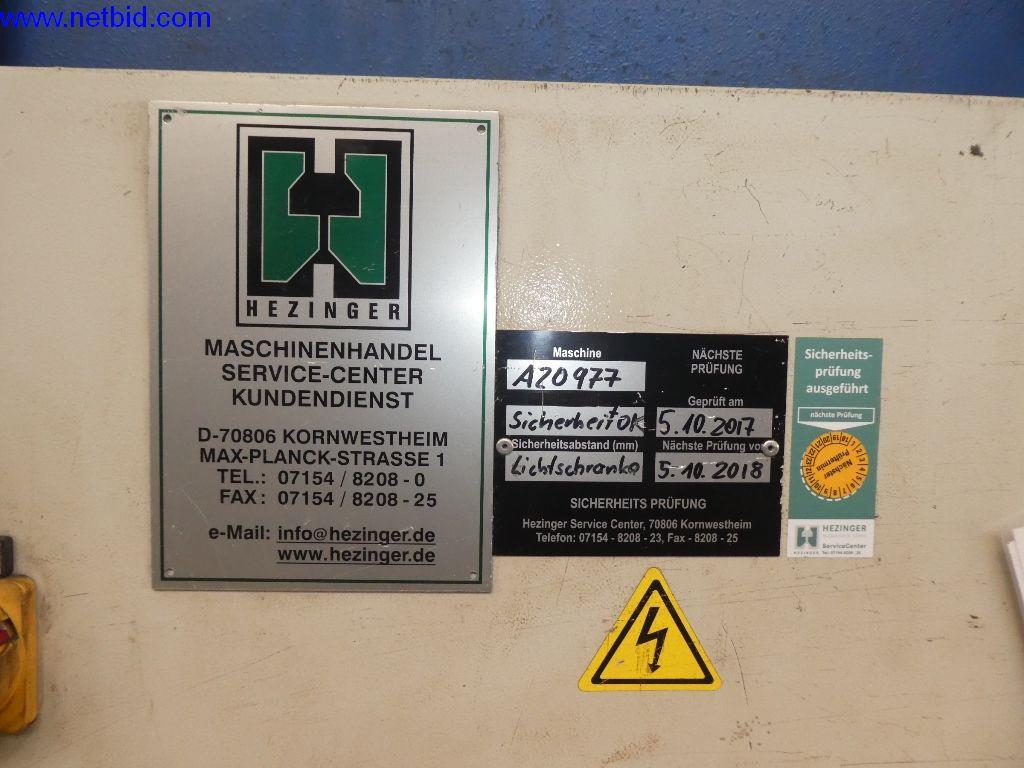 www.netbid.com
HEZINGER
MASCHINENHANDEL
SERVICE-CENTER
KUNDENDIENST
D-70806 KORNWESTHEIM
MAX-PLANCK-STRASSE 1
TEL.: 07154 / 8208 - 0
FAX: 07154 / 8208 - 25
e-Mail: info@hezinger.de
www.hezinger.de
Maschine
A20977
NÄCHSTE
PRÜFUNG
Geprüft am
Sicherheit OK
5.10.2017
Sicherheitsabstand (mm)
Nächste Prüfung vor
Lichtschranke
5.10.2018
SICHERHEITS PRÜFUNG
Hezinger Service Center, 70806 Kornwestheim
Telefon: 07154 - 8208 - 23, Fax - 8208 - 25
Sicherheits-
prüfung
ausgeführt
nächste Prüfung
Nächster
Prüftermin
HEZINGER
HEZINGER
ServiceCenter